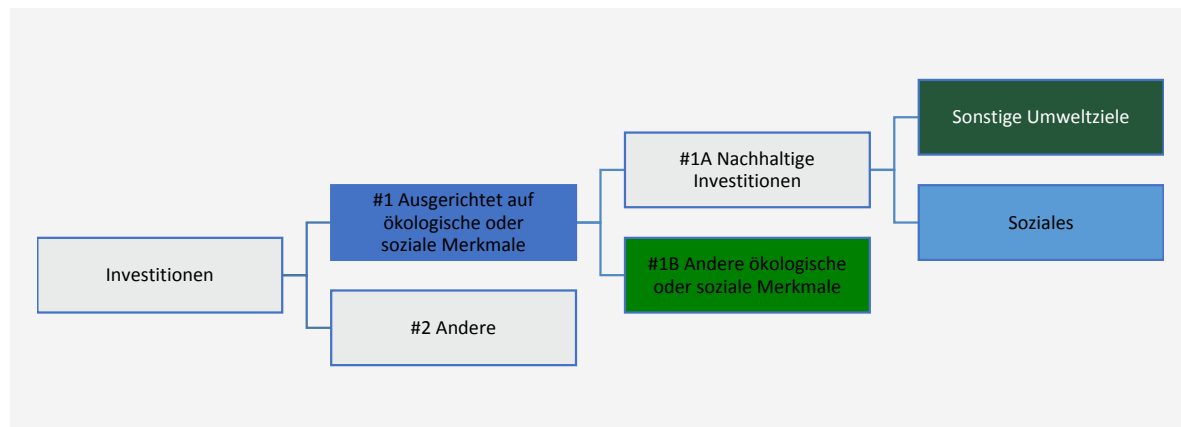 Investitionen
#1 Ausgerichtet auf
ökologische oder
soziale Merkmale
#2 Andere
#1A Nachhaltige
Investitionen
#1B Andere ökologische
oder soziale Merkmale
Sonstige Umweltziele
Soziales